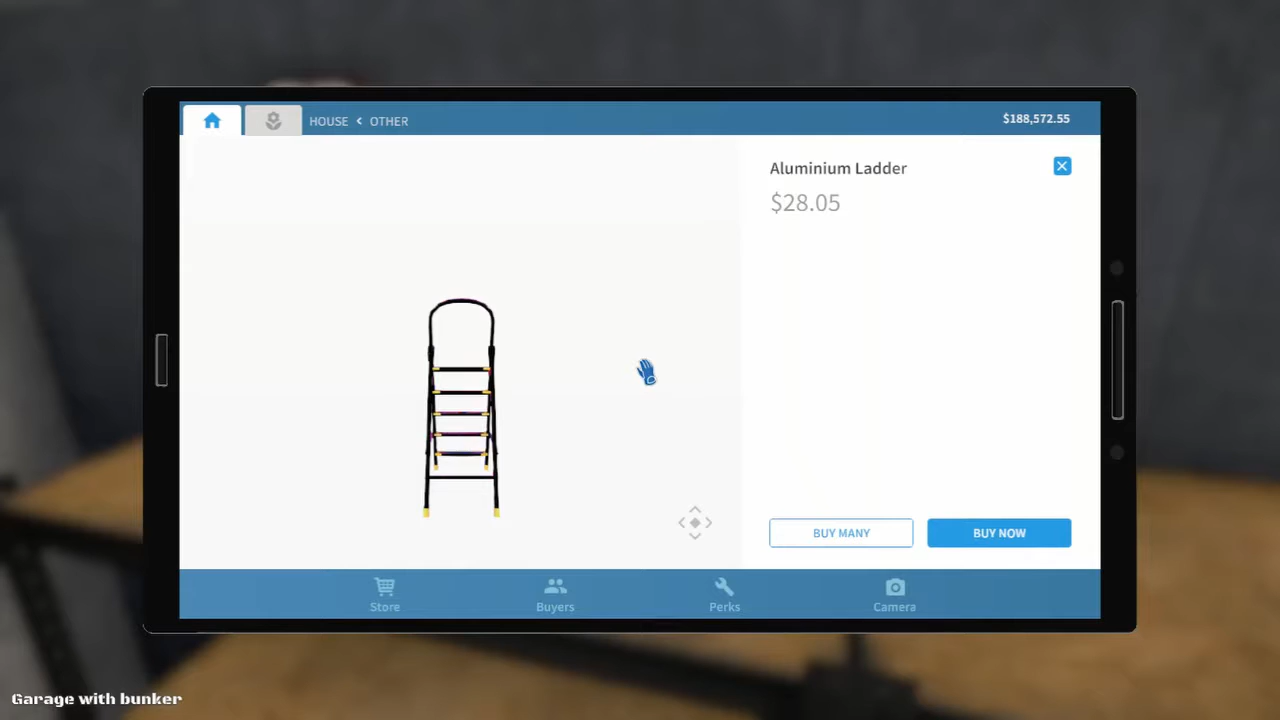 HOUSE < OTHER
$188,572.55
Aluminium Ladder
$28.05
BUY MANY
BUY NOW
Store
Buyers
Perks
Camera
Garage with bunker